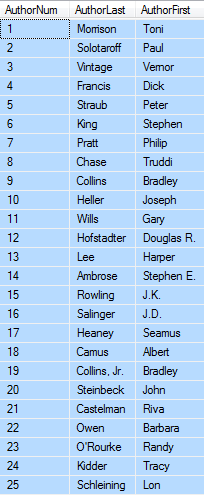 AuthorNum AuthorLast AuthorFirst
1 Morrison Toni
2 Solotaroff Paul
3 Vintage Vernor
4 Francis Dick
5 Straub Peter
6 King Stephen
7 Pratt Philip
8 Chase Truddi
9 Collins Bradley
10 Heller Joseph
11 Wills Gary
12 Hofstadter Douglas R.
13 Lee Harper
14 Ambrose Stephen E.
15 Rowling J.K.
16 Salinger J.D.
17 Heaney Seamus
18 Camus Albert
19 Collins, Jr. Bradley
20 Steinbeck John
21 Castelman Riva
22 Owen Barbara
23 O'Rourke Randy
24 Kidder Tracy
25 Schleining Lon